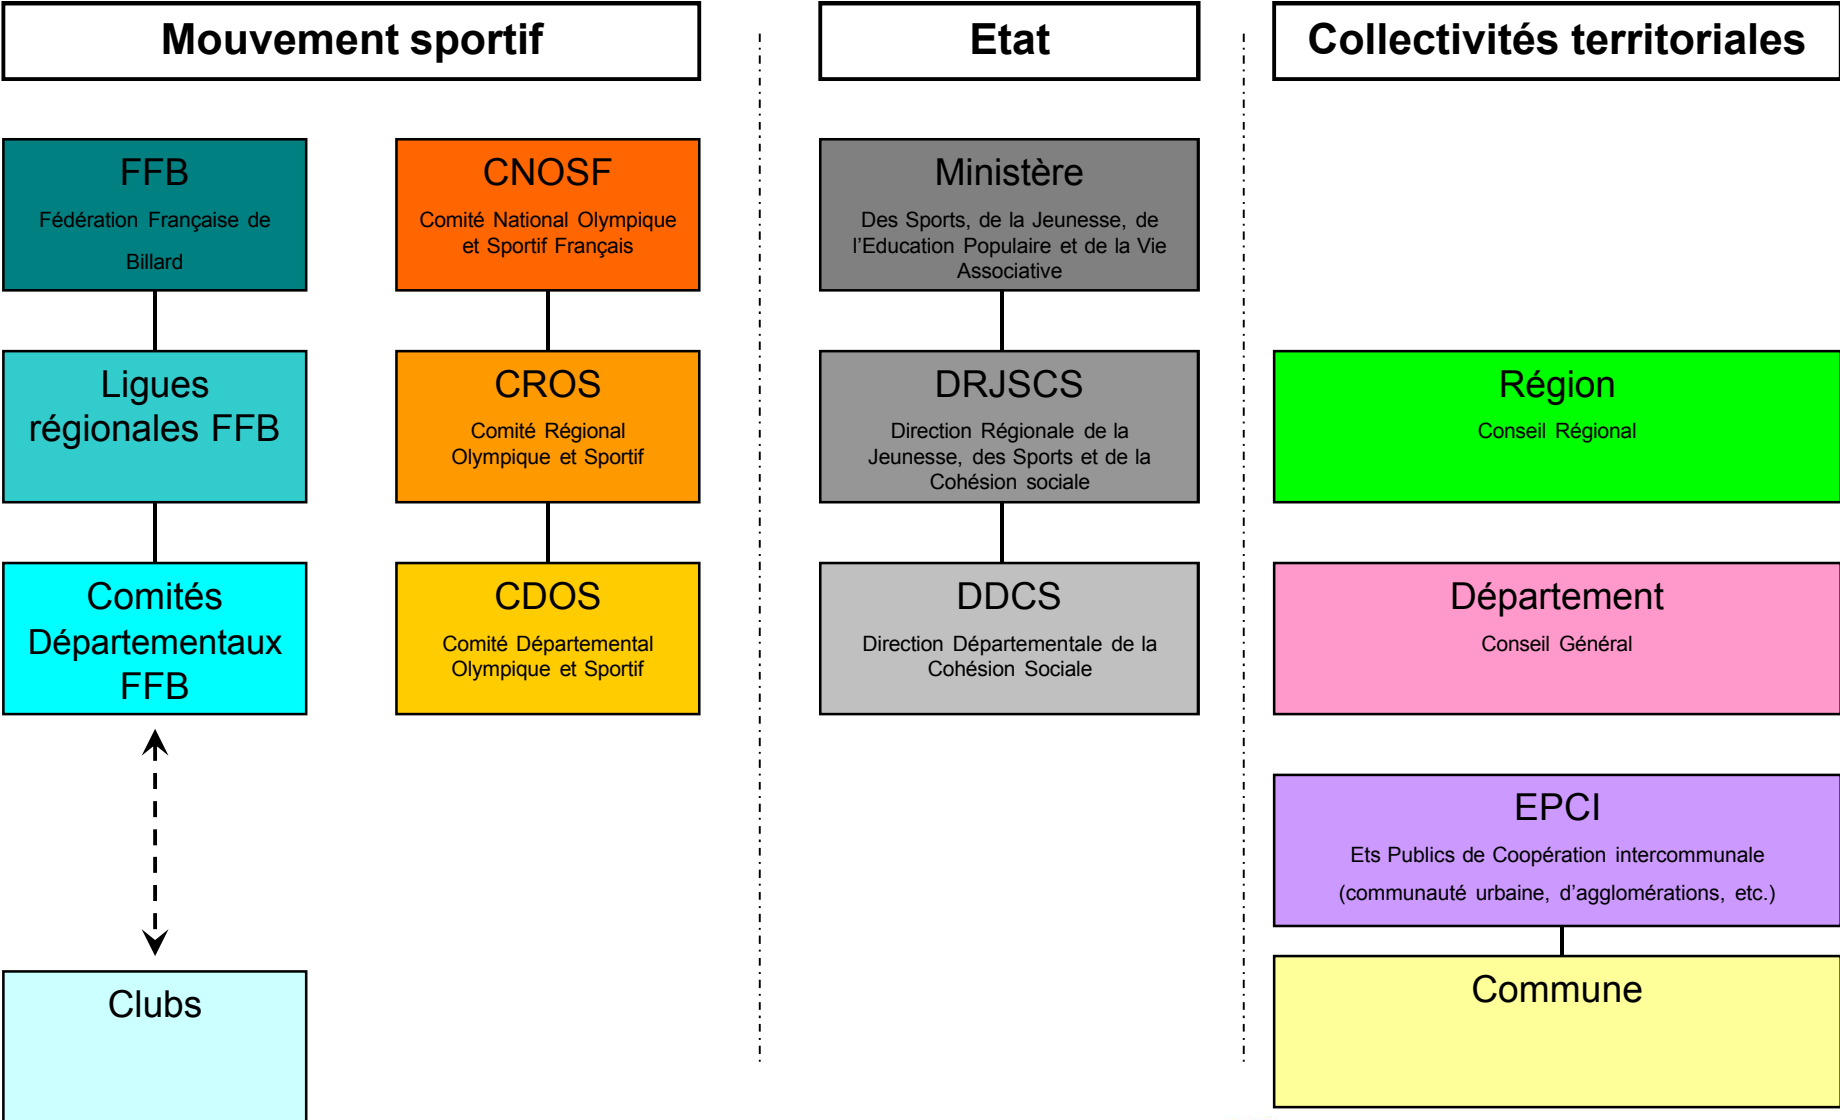 Mouvement sportif
Etat
Collectivités territoriales
FFB
Fédération Française de
Billard
CNOSF
Comité National Olympique
et Sportif Français
Ministère
Des Sports, de la Jeunesse, de
l'Education Populaire et de la Vie
Associative
Ligues
régionales FFB
CROS
Comité Régional
Olympique et Sportif
DRJSCS
Direction Régionale de la
Jeunesse, des Sports et de la
Cohésion sociale
Région
Conseil Régional
Comités
Départementaux
FFB
CDOS
Comité Départemental
Olympique et Sportif
DDCS
Direction Départementale de la
Cohésion Sociale
Département
Conseil Général
EPCI
Ets Publics de Coopération intercommunale
(communauté urbaine, d'agglomérations, etc.)
Clubs
Commune